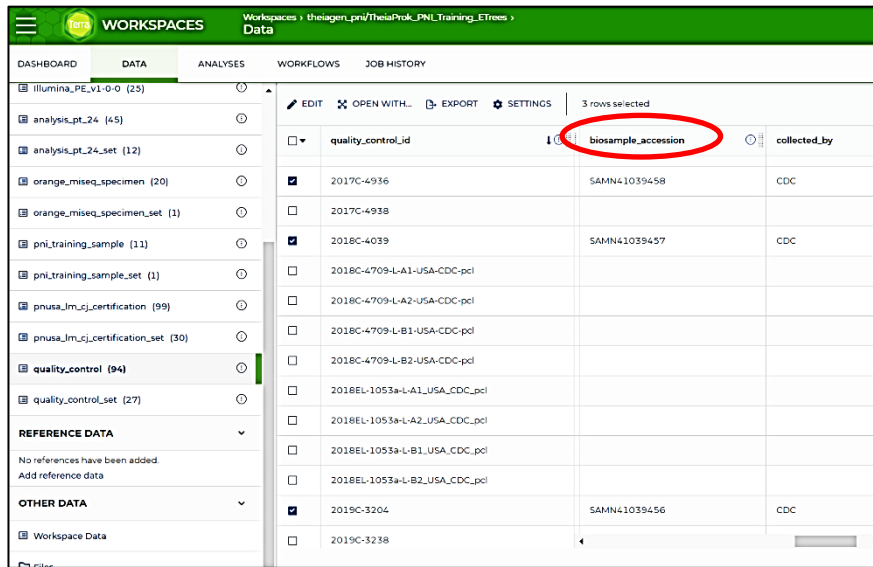 Terra WORKSPACES
Workspaces › theiagen_pni/TheiaProk_PNI_Training_ETrees ›
Data
DASHBOARD DATA ANALYSES WORKFLOWS JOB HISTORY
Illumina_PE_v1-0-0 (25)
analysis_pt_24 (45)
analysis_pt_24_set (12)
orange_miseq_specimen (20)
orange_miseq_specimen_set (1)
pni_training_sample (11)
pni_training_sample_set (1)
pnusa_lm_cj_certification (99)
pnusa_lm_cj_certification_set (30)
quality_control (94)
quality_control_set (27)
REFERENCE DATA
No references have been added.
Add reference data
OTHER DATA
Workspace Data
Files
EDIT OPEN WITH... EXPORT SETTINGS 3 rows selected
quality_control_id biosample_accession collected_by
2017C-4936 SAMN41039458 CDC
2017C-4938
2018C-4039 SAMN41039457 CDC
2018C-4709-L-A1-USA-CDC-pcl
2018C-4709-L-A2-USA-CDC-pcl
2018C-4709-L-B1-USA-CDC-pcl
2018C-4709-L-B2-USA-CDC-pcl
2018EL-1053a-L-A1_USA_CDC_pcl
2018EL-1053a-L-A2_USA_CDC_pcl
2018EL-1053a-L-B1_USA_CDC_pcl
2018EL-1053a-L-B2_USA_CDC_pcl
2019C-3204 SAMN41039456 CDC
2019C-3238